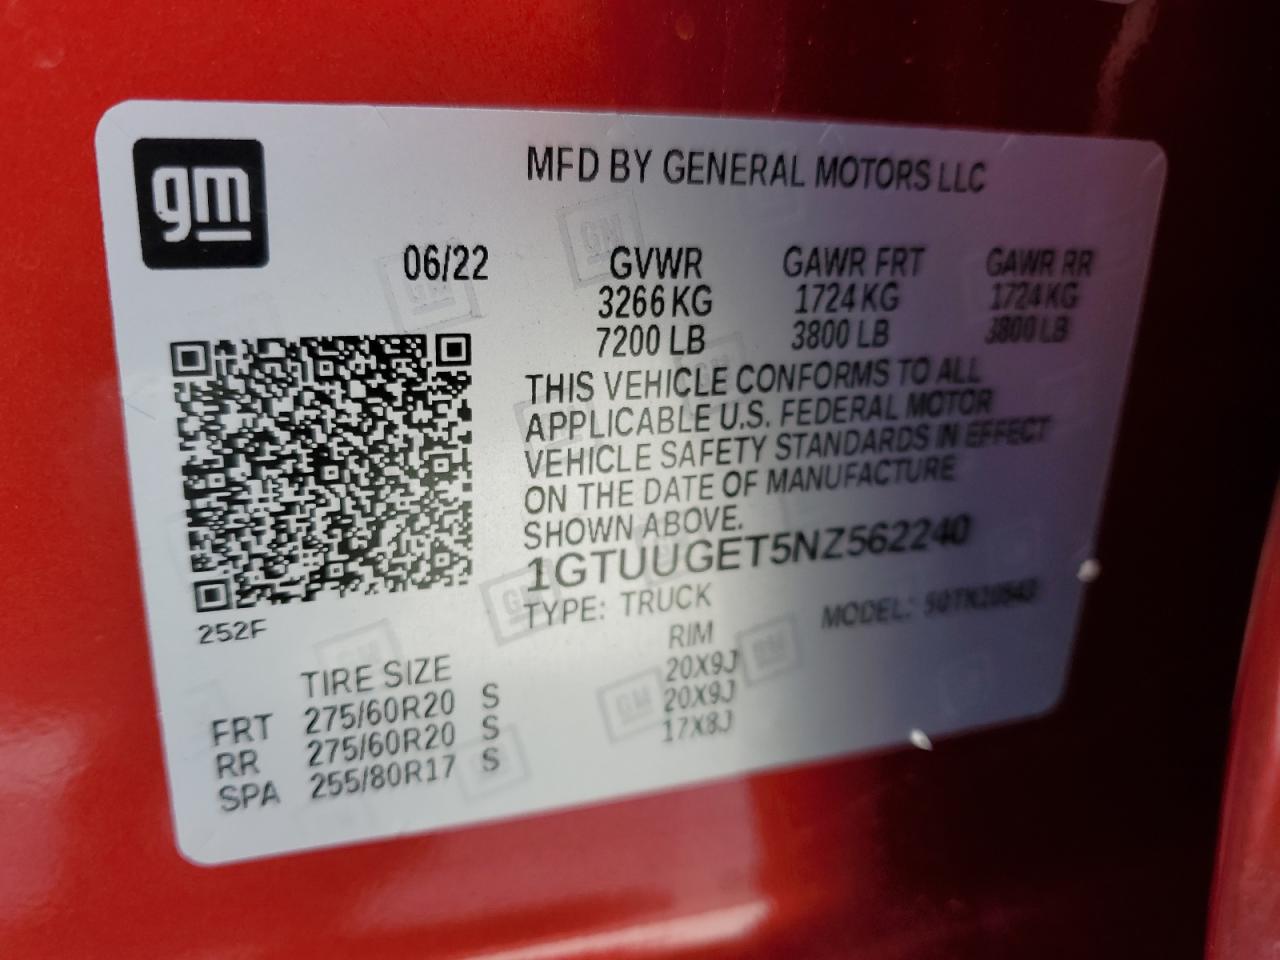 gm
MFD BY GENERAL MOTORS LLC
06/22
GVWR GAWR FRT GAWR RR
3266 KG 1724 KG 1724 KG
7200 LB 3800 LB 3800 LB
THIS VEHICLE CONFORMS TO ALL
APPLICABLE U.S. FEDERAL MOTOR
VEHICLE SAFETY STANDARDS IN EFFECT
ON THE DATE OF MANUFACTURE
SHOWN ABOVE.
1GTUUGET5NZ562240
TYPE: TRUCK MODEL:
252F
TIRE SIZE RIM
FRT 275/60R20 S 20X9J
RR 275/60R20 S 20X9J
SPA 255/80R17 S 17X8J